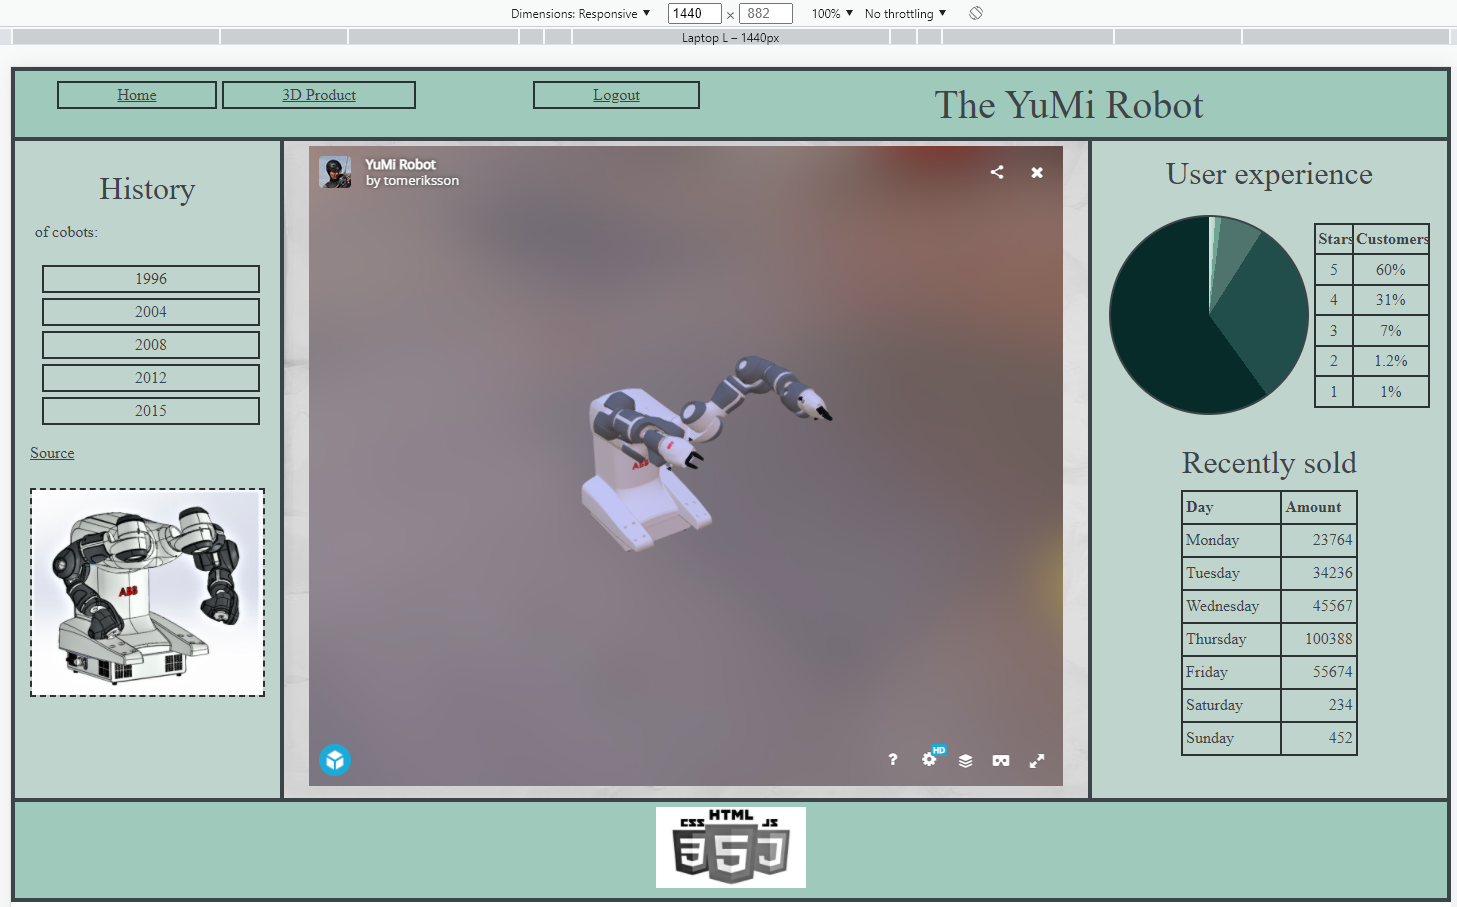 Dimensions: Responsive ▼ 1440 × 882 100% ▼ No throttling ▼
Laptop L – 1440px
Home 3D Product Logout
The YuMi Robot
History
of cobots:
1996
2004
2008
2012
2015
Source
ABB
YuMi Robot
by tomeriksson
ABB
? HD
User experience
Stars Customers
5 60%
4 31%
3 7%
2 1.2%
1 1%
Recently sold
Day Amount
Monday 23764
Tuesday 34236
Wednesday 45567
Thursday 100388
Friday 55674
Saturday 234
Sunday 452
CSS HTML JS
3 5 J